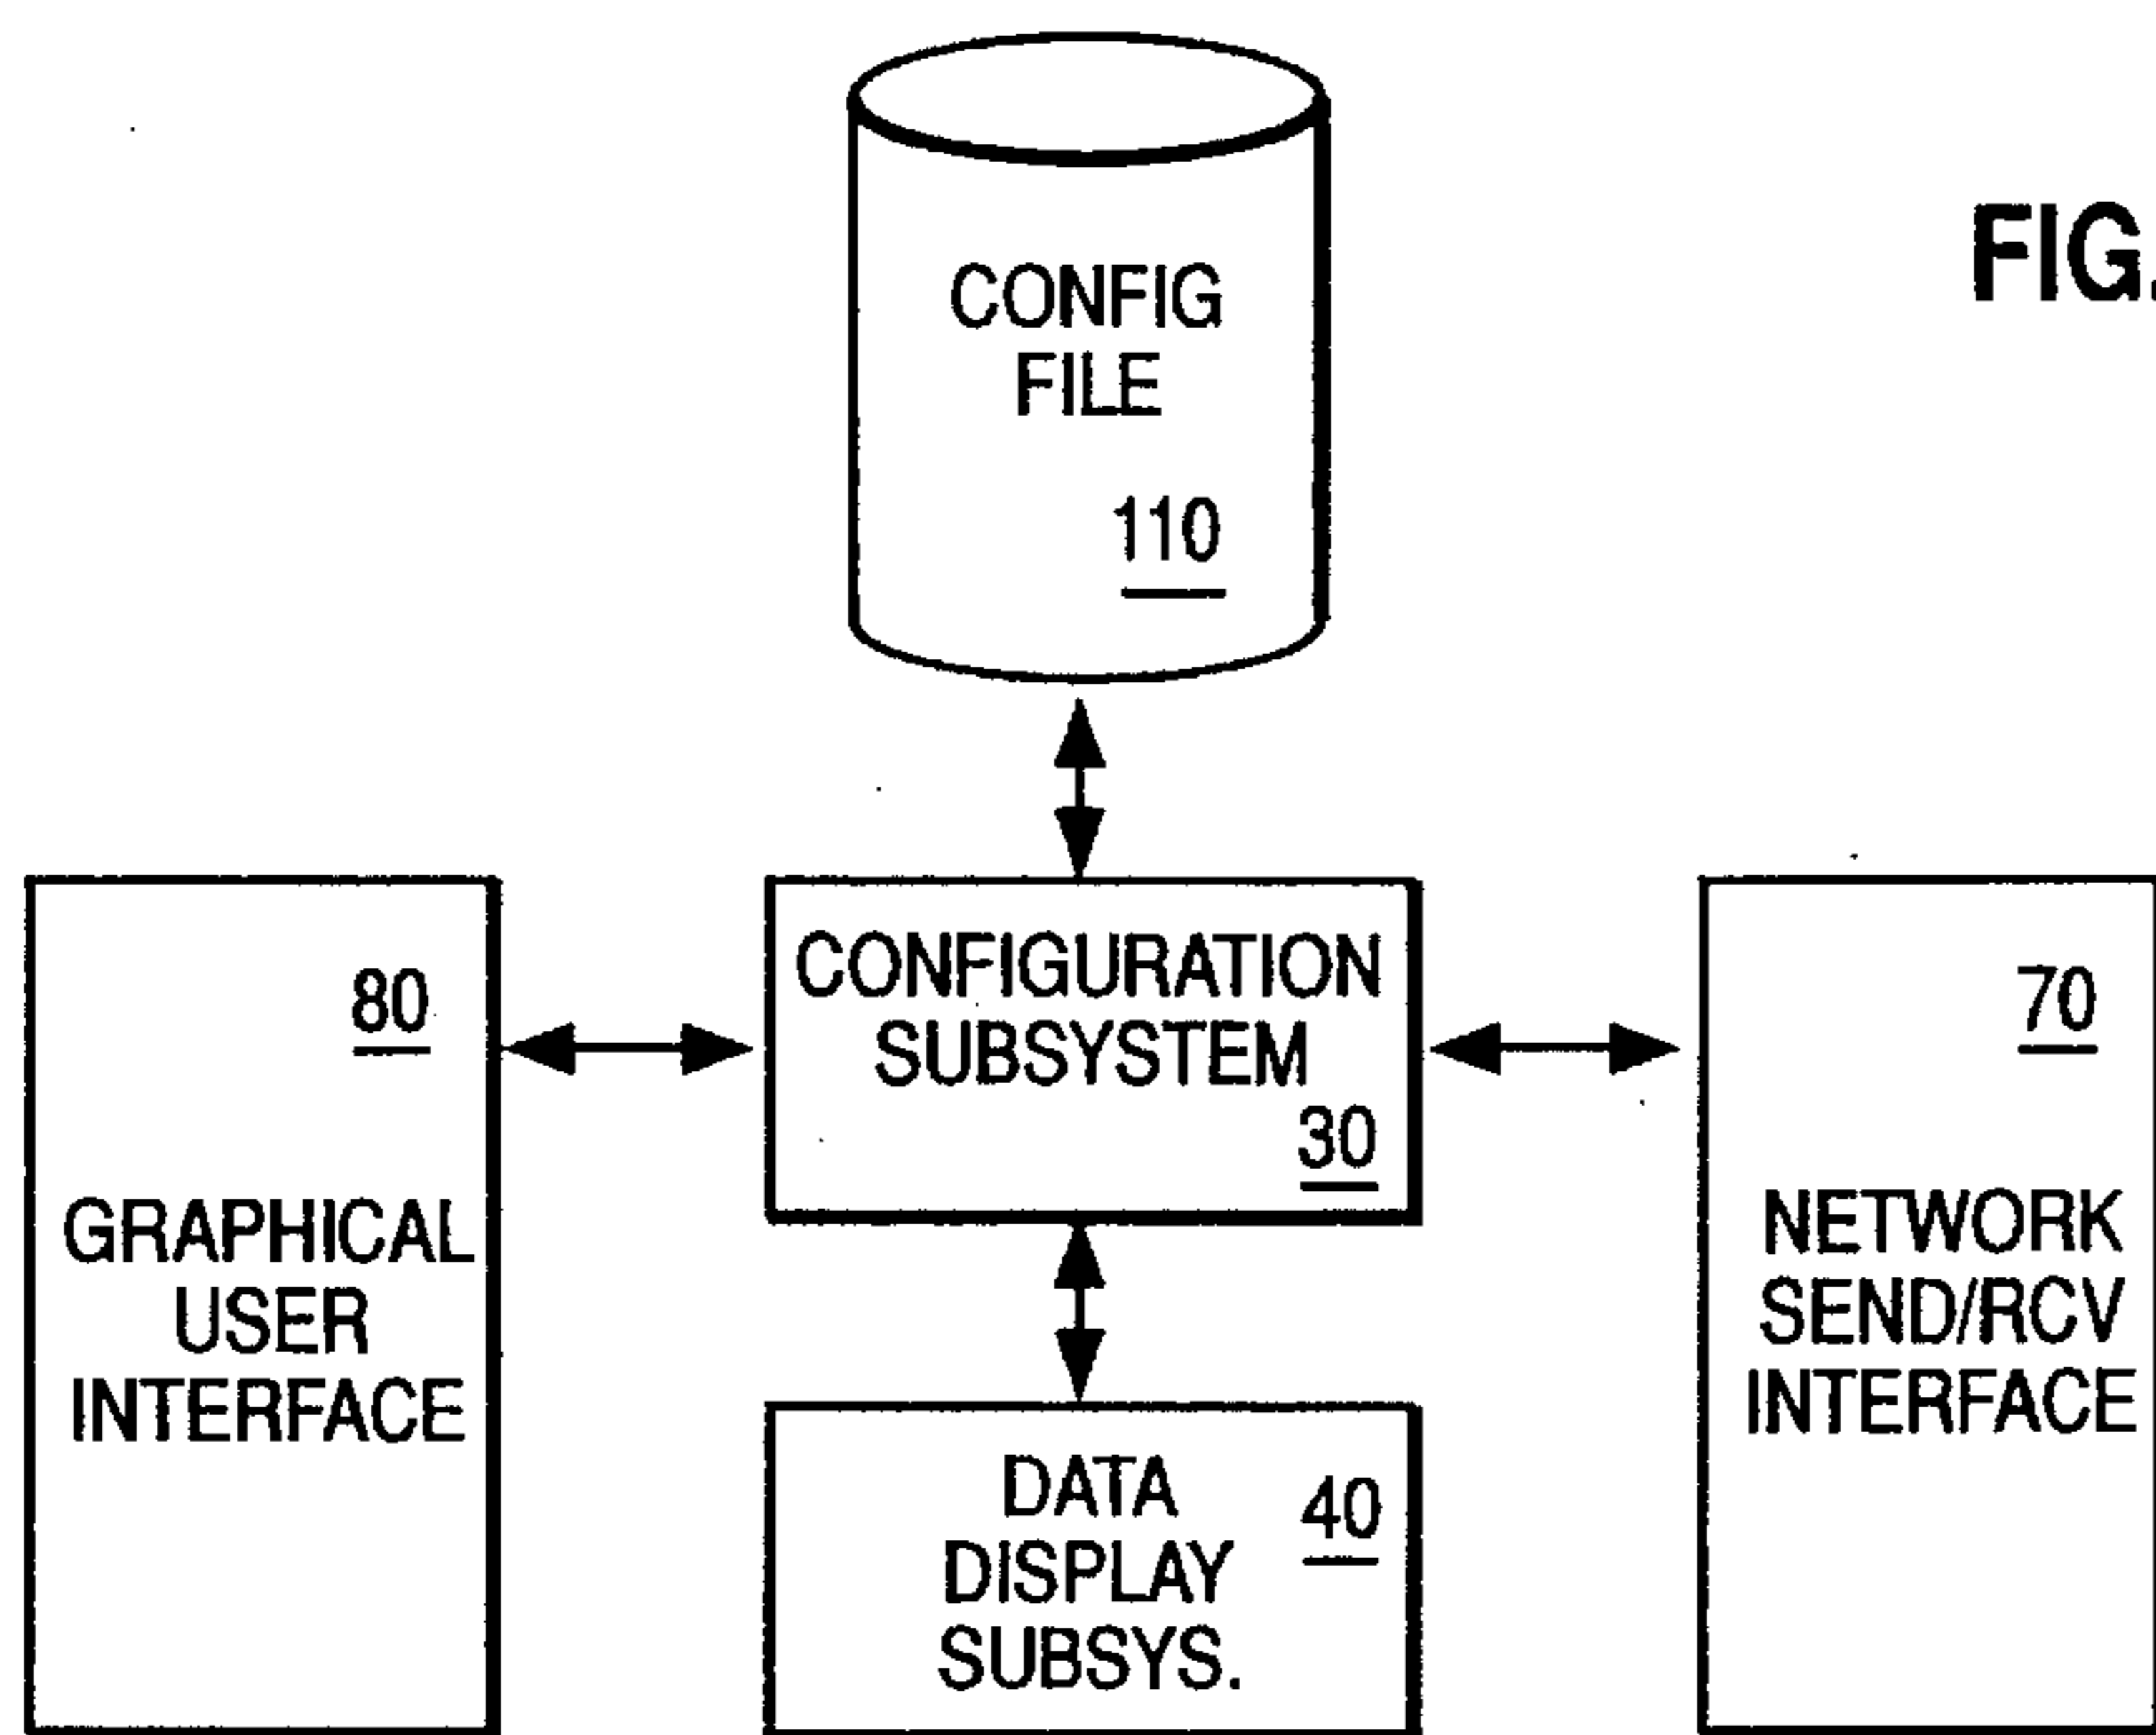 FIG.
CONFIG
FILE
110
CONFIGURATION
SUBSYSTEM
30
80
GRAPHICAL
USER
INTERFACE
70
NETWORK
SEND/RCV
INTERFACE
DATA
40
DISPLAY
SUBSYS.